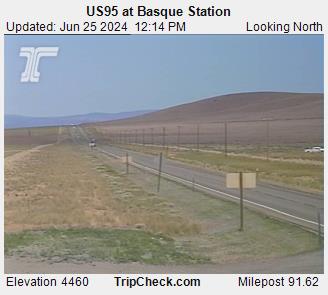 US95 at Basque Station
Updated: Jun 25 2024 12:14 PM Looking North
Elevation 4460 TripCheck.com Milepost 91.62